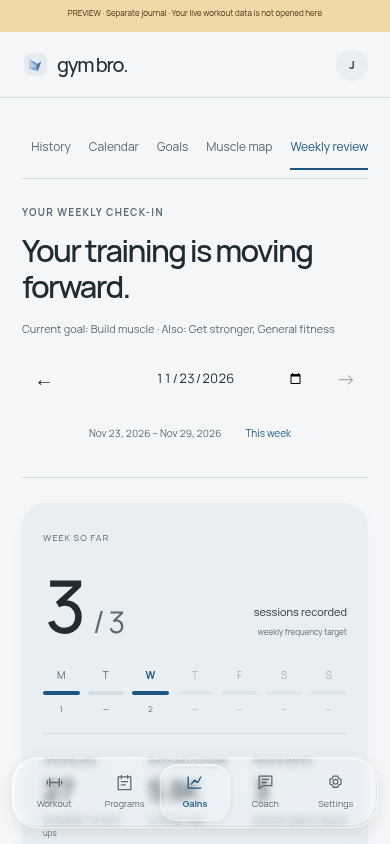 PREVIEW · Separate journal · Your live workout data is not opened here
gym bro.
J
History Calendar Goals Muscle map Weekly review
YOUR WEEKLY CHECK-IN
Your training is moving
forward.
Current goal: Build muscle · Also: Get stronger, General fitness
← 11/23/2026 →
Nov 23, 2026 – Nov 29, 2026 This week
WEEK SO FAR
3 / 3
sessions recorded
weekly frequency target
M T W T F S S
1 – 2 – – – –
Workout Programs Gains Coach Settings
ups